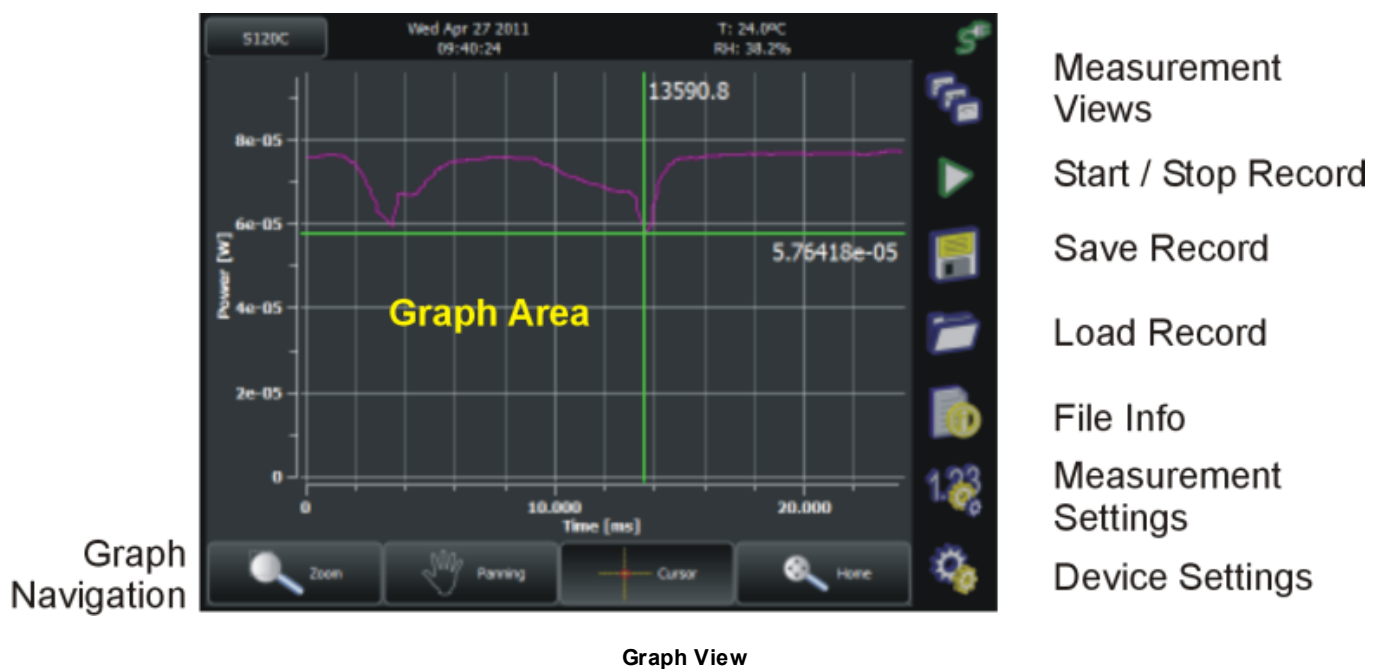 S120C
Wed Apr 27 2011
09:40:24
T: 24.0ºC
RH: 38.2%
Measurement
Views
Start / Stop Record
Save Record
Load Record
File Info
Measurement
Settings
Device Settings
1.23
13590.8
5.76418e-05
Graph Area
Power [W]
8e-05
6e-05
4e-05
2e-05
0
0
10.000
20.000
Time [ms]
Graph
Navigation
Zoom
Panning
Cursor
Home
Graph View